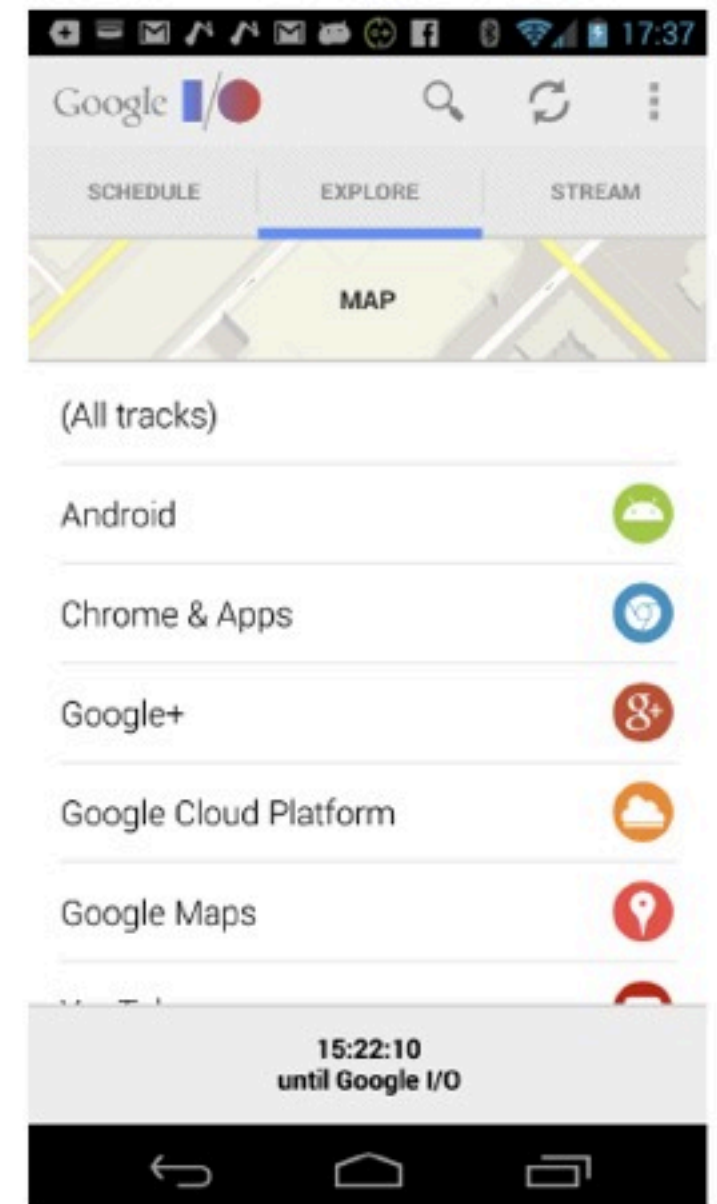 17:37
Google I/O
SCHEDULE EXPLORE STREAM
MAP
(All tracks)
Android
Chrome & Apps
Google+
g+
Google Cloud Platform
Google Maps
15:22:10
until Google I/O